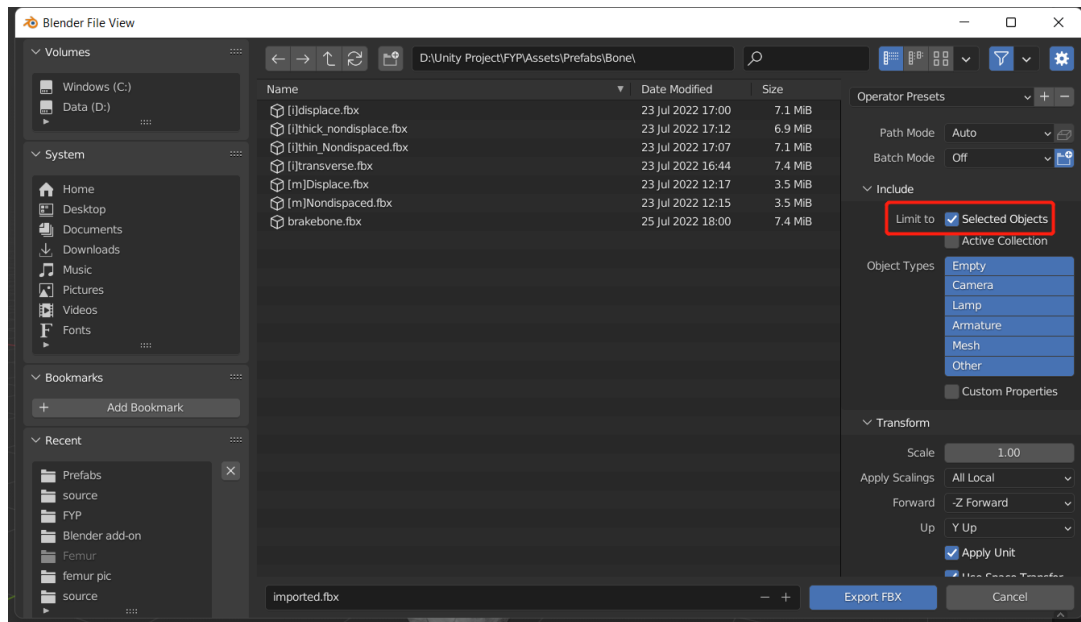 Blender File View
Volumes
Windows (C:)
Data (D:)
System
Home
Desktop
Documents
Downloads
Music
Pictures
Videos
Fonts
Bookmarks
+ Add Bookmark
Recent
Prefabs
source
FYP
Blender add-on
Femur
femur pic
source
D:\Unity Project\FYP\Assets\Prefabs\Bone\
Name Date Modified Size
[i]displace.fbx 23 Jul 2022 17:00 7.1 MiB
[i]thick_nondisplace.fbx 23 Jul 2022 17:12 6.9 MiB
[i]thin_Nondispaced.fbx 23 Jul 2022 17:07 7.1 MiB
[i]transverse.fbx 23 Jul 2022 16:44 7.4 MiB
[m]Displace.fbx 23 Jul 2022 12:17 3.5 MiB
[m]Nondispaced.fbx 23 Jul 2022 12:15 3.5 MiB
brakebone.fbx 25 Jul 2022 18:00 7.4 MiB
imported.fbx
Operator Presets
Path Mode Auto
Batch Mode Off
Include
Limit to Selected Objects
Active Collection
Object Types Empty
Camera
Lamp
Armature
Mesh
Other
Custom Properties
Transform
Scale 1.00
Apply Scalings All Local
Forward -Z Forward
Up Y Up
Apply Unit
Use Space Transfor
Export FBX Cancel